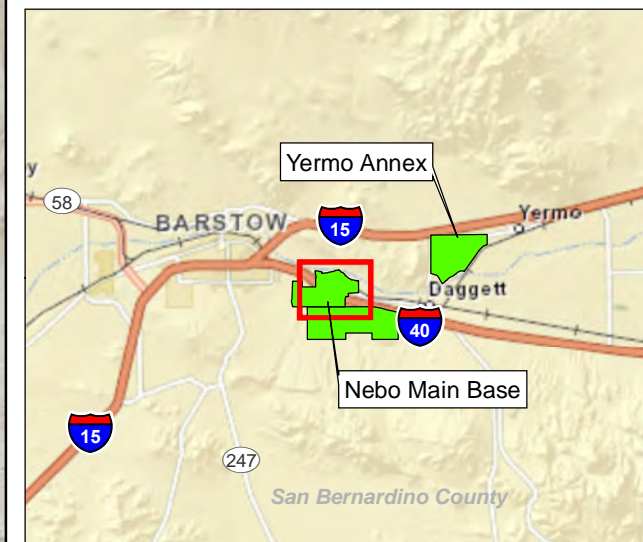 Yermo Annex
y
58
Yermo
BARSTOW
15
Daggett
40
Nebo Main Base
15
247
San Bernardino County